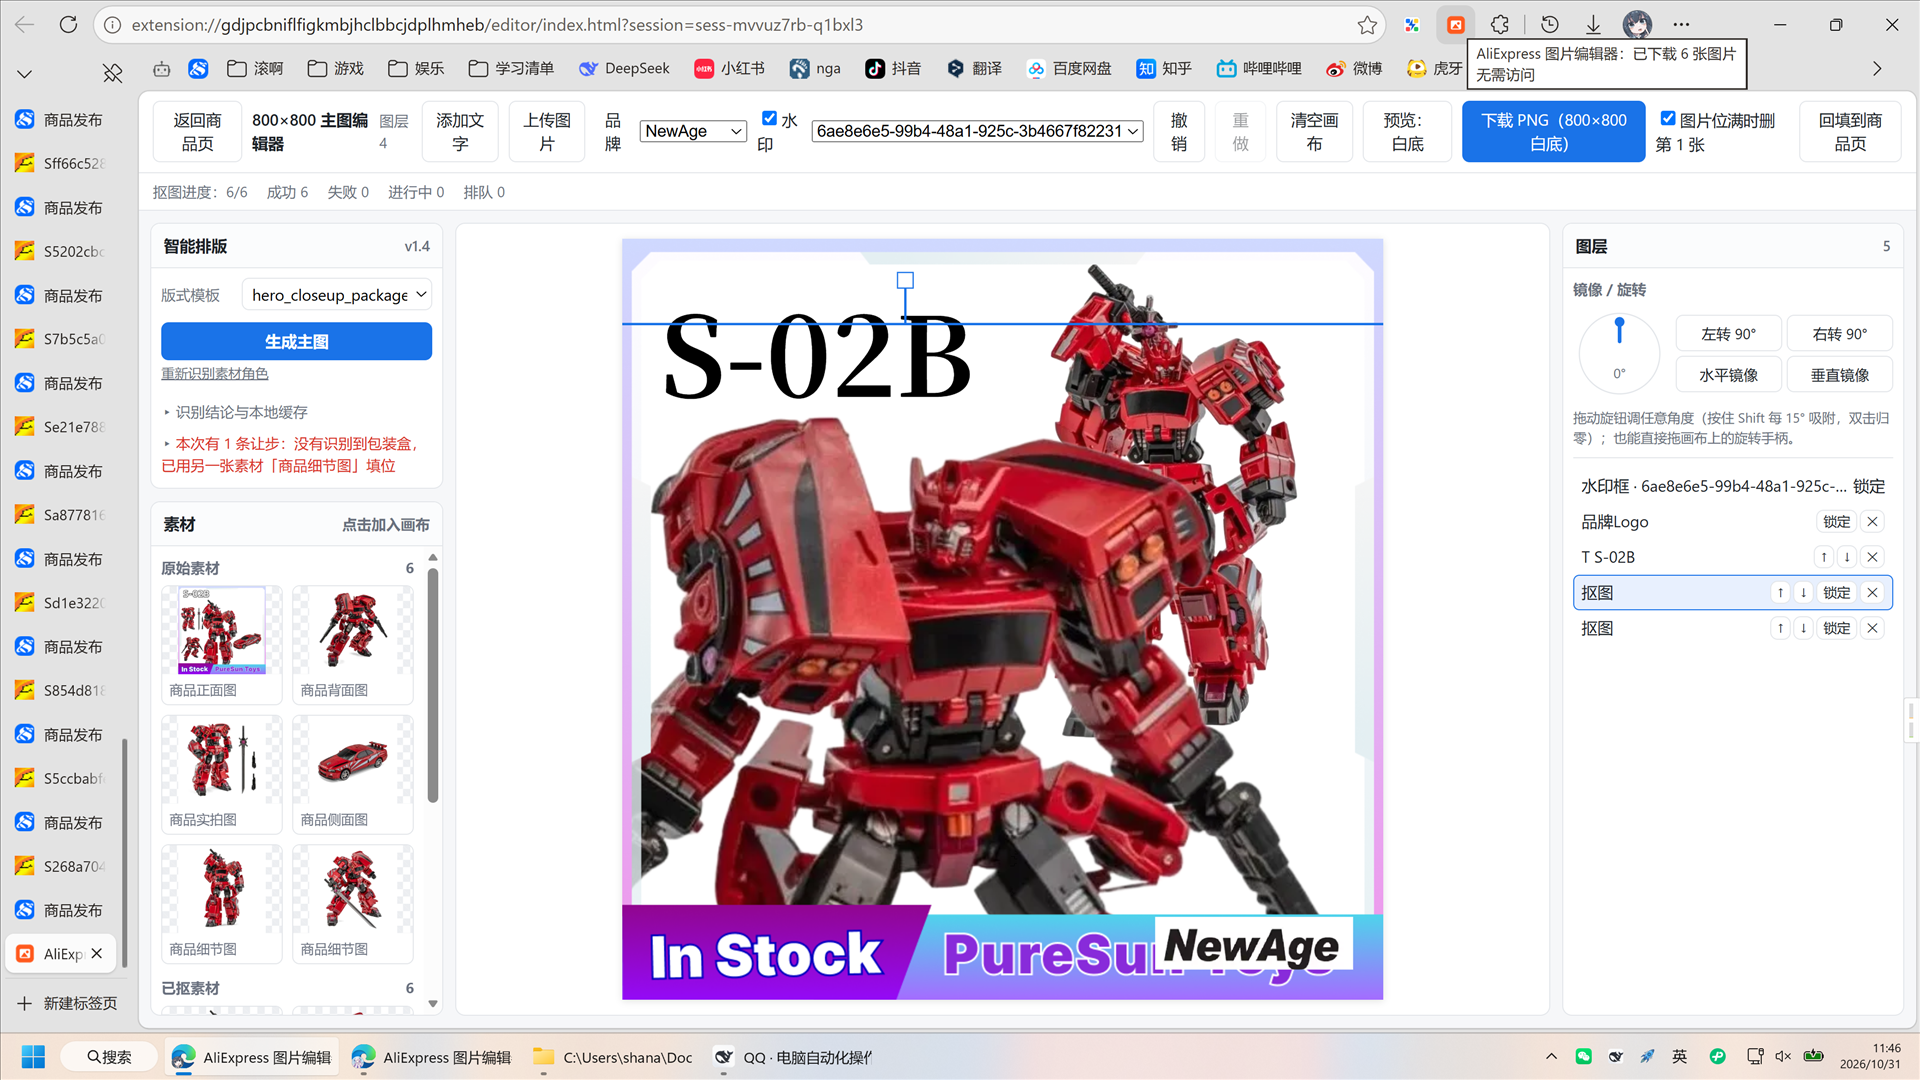 extension://gdjpcbniflfigkmbjhclbbcjdplhmheb/editor/index.html?session=sess-mvvuz7rb-q1bxl3
AliExpress 图片编辑器：已下载 6 张图片
无需访问
滚啊
游戏
娱乐
学习清单
DeepSeek
小红书
nga
抖音
翻译
百度网盘
知乎
哔哩哔哩
微博
虎牙
商品发布
Sff66c528
商品发布
S5202cbc
商品发布
S7b5c5a0
商品发布
Se21e788
商品发布
Sa877816
商品发布
Sd1e3220
商品发布
S854d818
商品发布
S5ccbabf
商品发布
S268a704
商品发布
AliExp
新建标签页
返回商品页
800×800 主图编辑器
图层 4
添加文字
上传图片
品牌
NewAge
水印
6ae8e6e5-99b4-48a1-925c-3b4667f82231
撤销
重做
清空画布
预览：白底
下载 PNG（800×800 白底）
图片位满时删第 1 张
回填到商品页
抠图进度：6/6 成功 6 失败 0 进行中 0 排队 0
智能排版 v1.4
版式模板 hero_closeup_package
生成主图
重新识别素材角色
识别结论与本地缓存
本次有 1 条让步：没有识别到包装盒，
已用另一张素材「商品细节图」填位
素材 点击加入画布
原始素材 6
S-02B
In Stock PureSun Toys
商品正面图
商品背面图
商品实拍图
商品侧面图
商品细节图
商品细节图
已抠素材 6
S-02B
In Stock
PureSun Toys
NewAge
图层 5
镜像 / 旋转
0°
左转 90°
右转 90°
水平镜像
垂直镜像
拖动旋钮调任意角度（按住 Shift 每 15° 吸附，双击归
零）；也能直接拖画布上的旋转手柄。
水印框 · 6ae8e6e5-99b4-48a1-925c-... 锁定
品牌Logo 锁定
T S-02B ↑ ↓
抠图 ↑ ↓ 锁定
抠图 ↑ ↓ 锁定
搜索
AliExpress 图片编辑
AliExpress 图片编辑
C:\Users\shana\Doc
QQ · 电脑自动化操作
英
11:46
2026/10/31